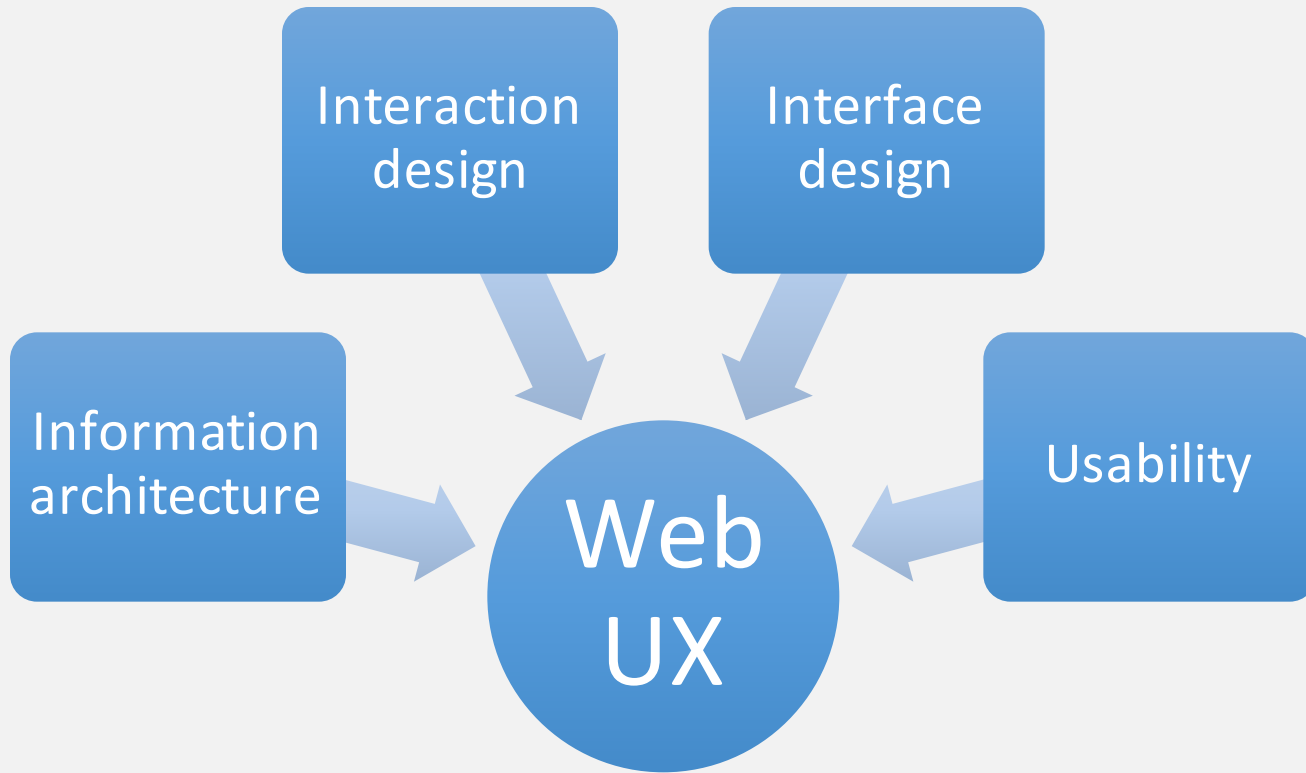 Interaction
design
Interface
design
Information
architecture
Usability
Web
UX